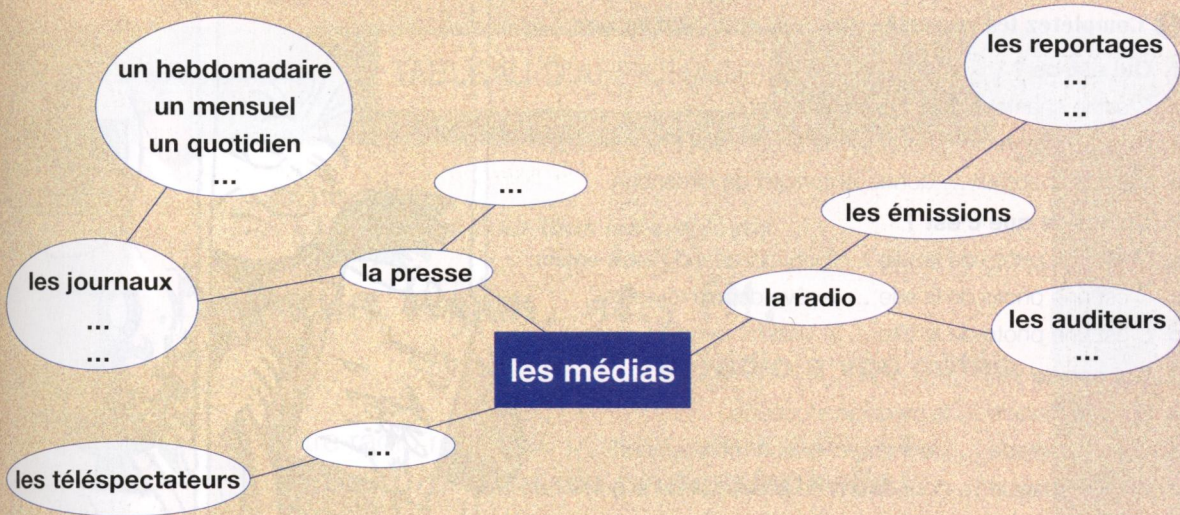 un hebdomadaire
un mensuel
un quotidien
...
les reportages
...
...
...
les émissions
les journaux
...
...
la presse
la radio
les auditeurs
...
les médias
...
les téléspectateurs